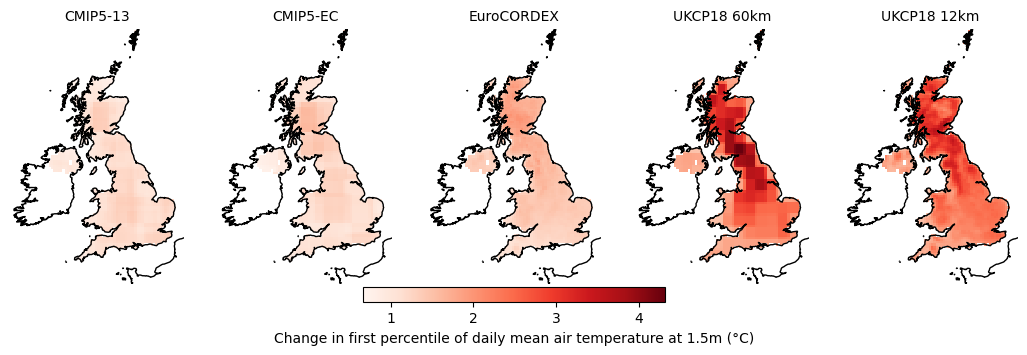 CMIP5-13 CMIP5-EC EuroCORDEX UKCP18 60km UKCP18 12km
1 2 3 4
Change in first percentile of daily mean air temperature at 1.5m (°C)